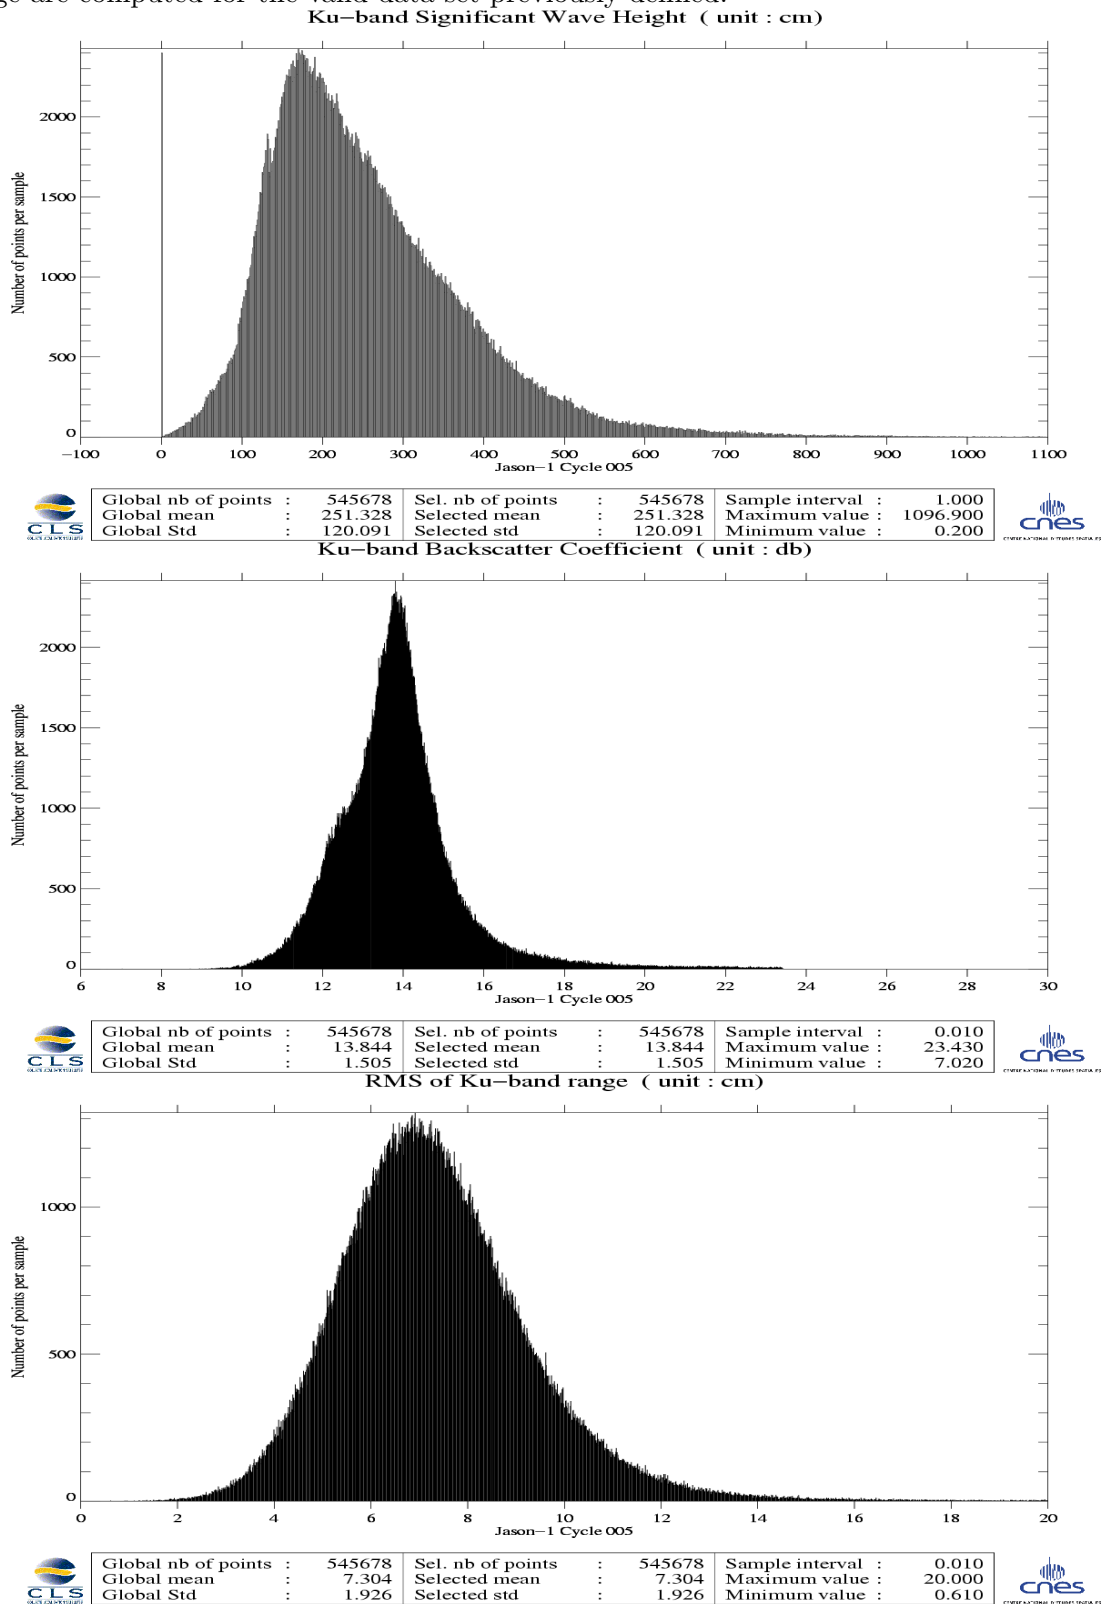 ge are computed for the valid data set previously defined.
Ku−band Significant Wave Height ( unit : cm)
Number of points per sample
2000
1500
1000
500
0
−100 0 100 200 300 400 500 600 700 800 900 1000 1100
Jason−1 Cycle 005
CLS
Global nb of points : 545678 Sel. nb of points : 545678 Sample interval : 1.000
Global mean : 251.328 Selected mean : 251.328 Maximum value : 1096.900
Global Std : 120.091 Selected std : 120.091 Minimum value : 0.200
cnes
Ku−band Backscatter Coefficient ( unit : db)
Number of points per sample
2000
1500
1000
500
0
6 8 10 12 14 16 18 20 22 24 26 28 30
Jason−1 Cycle 005
CLS
Global nb of points : 545678 Sel. nb of points : 545678 Sample interval : 0.010
Global mean : 13.844 Selected mean : 13.844 Maximum value : 23.430
Global Std : 1.505 Selected std : 1.505 Minimum value : 7.020
cnes
RMS of Ku−band range ( unit : cm)
Number of points per sample
1000
500
0
0 2 4 6 8 10 12 14 16 18 20
Jason−1 Cycle 005
CLS
Global nb of points : 545678 Sel. nb of points : 545678 Sample interval : 0.010
Global mean : 7.304 Selected mean : 7.304 Maximum value : 20.000
Global Std : 1.926 Selected std : 1.926 Minimum value : 0.610
cnes